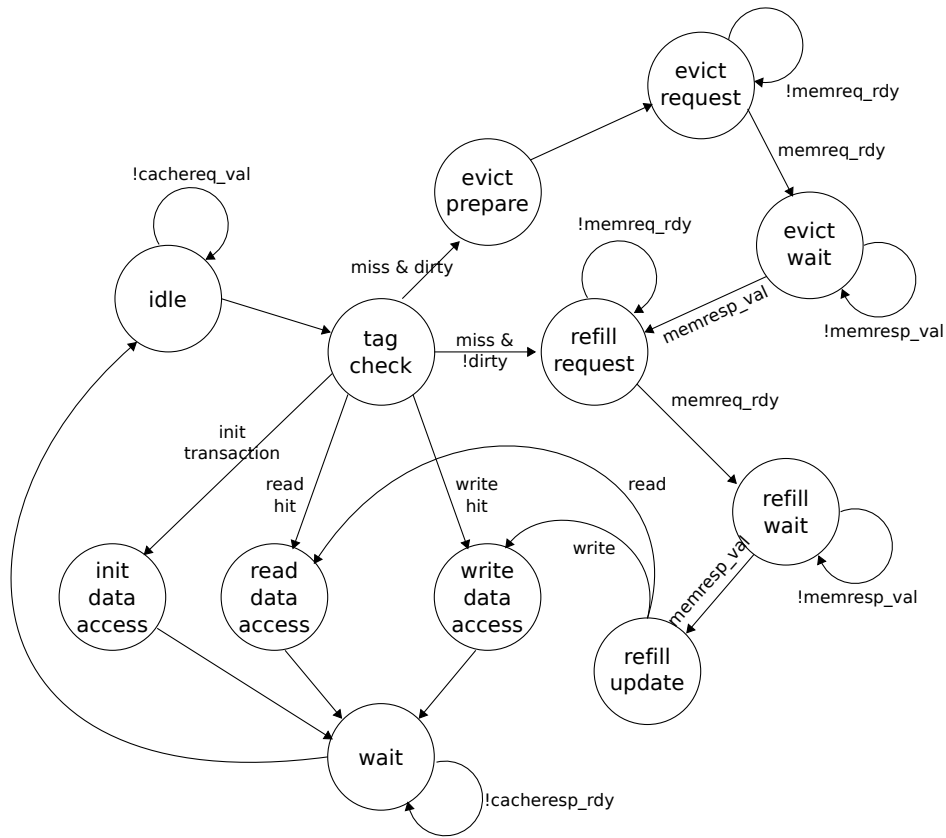 evict
request
!memreq_rdy
memreq_rdy
!cachereq_val
evict
prepare
evict
wait
!memreq_rdy
miss & dirty
idle
memresp_val
!memresp_val
tag
check
miss &
!dirty
refill
request
memreq_rdy
init
transaction
read
hit
write
hit
read
refill
wait
write
memresp_val
!memresp_val
init
data
access
read
data
access
write
data
access
refill
update
wait
!cacheresp_rdy